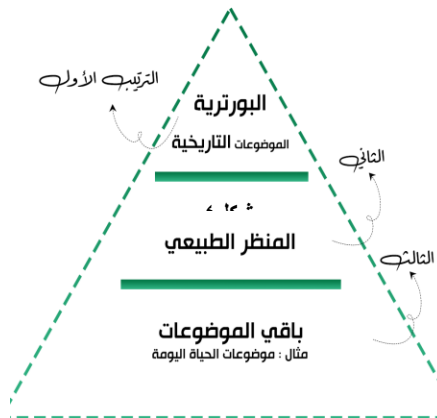 الترتيب الأول
البورترية
الموضوعات التاريخية
الثاني
المنظر الطبيعي
الثالث
باقي الموضوعات
مثال : موضوعات الحياة اليومة